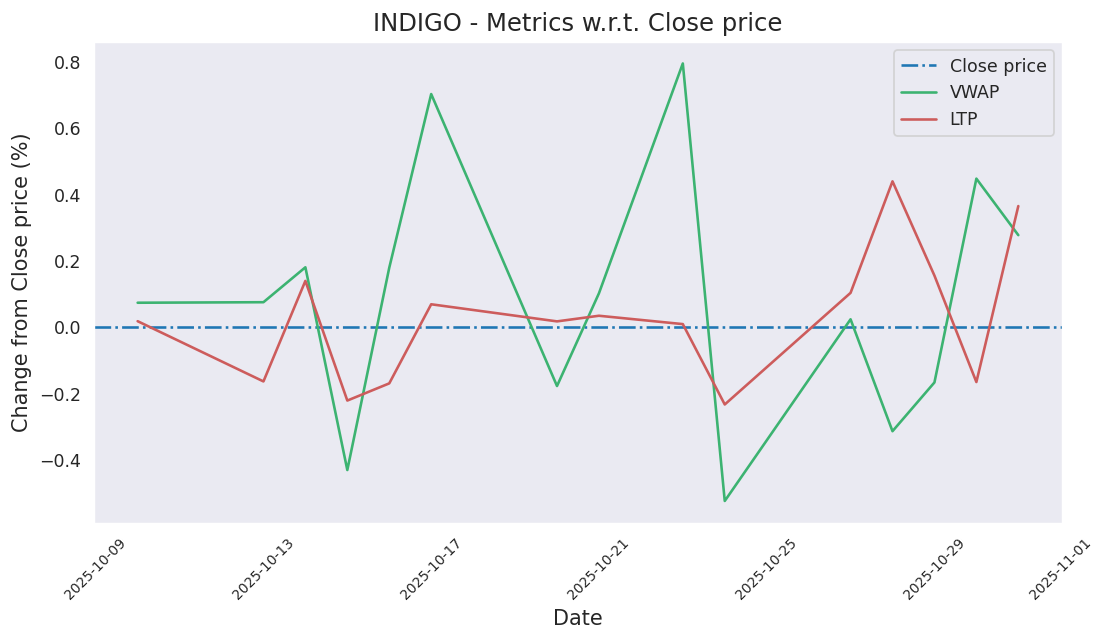 INDIGO - Metrics w.r.t. Close price
Close price
VWAP
LTP
Change from Close price (%)
0.8
0.6
0.4
0.2
0.0
−0.2
−0.4
2025-10-09
2025-10-13
2025-10-17
2025-10-21
2025-10-25
2025-10-29
2025-11-01
Date